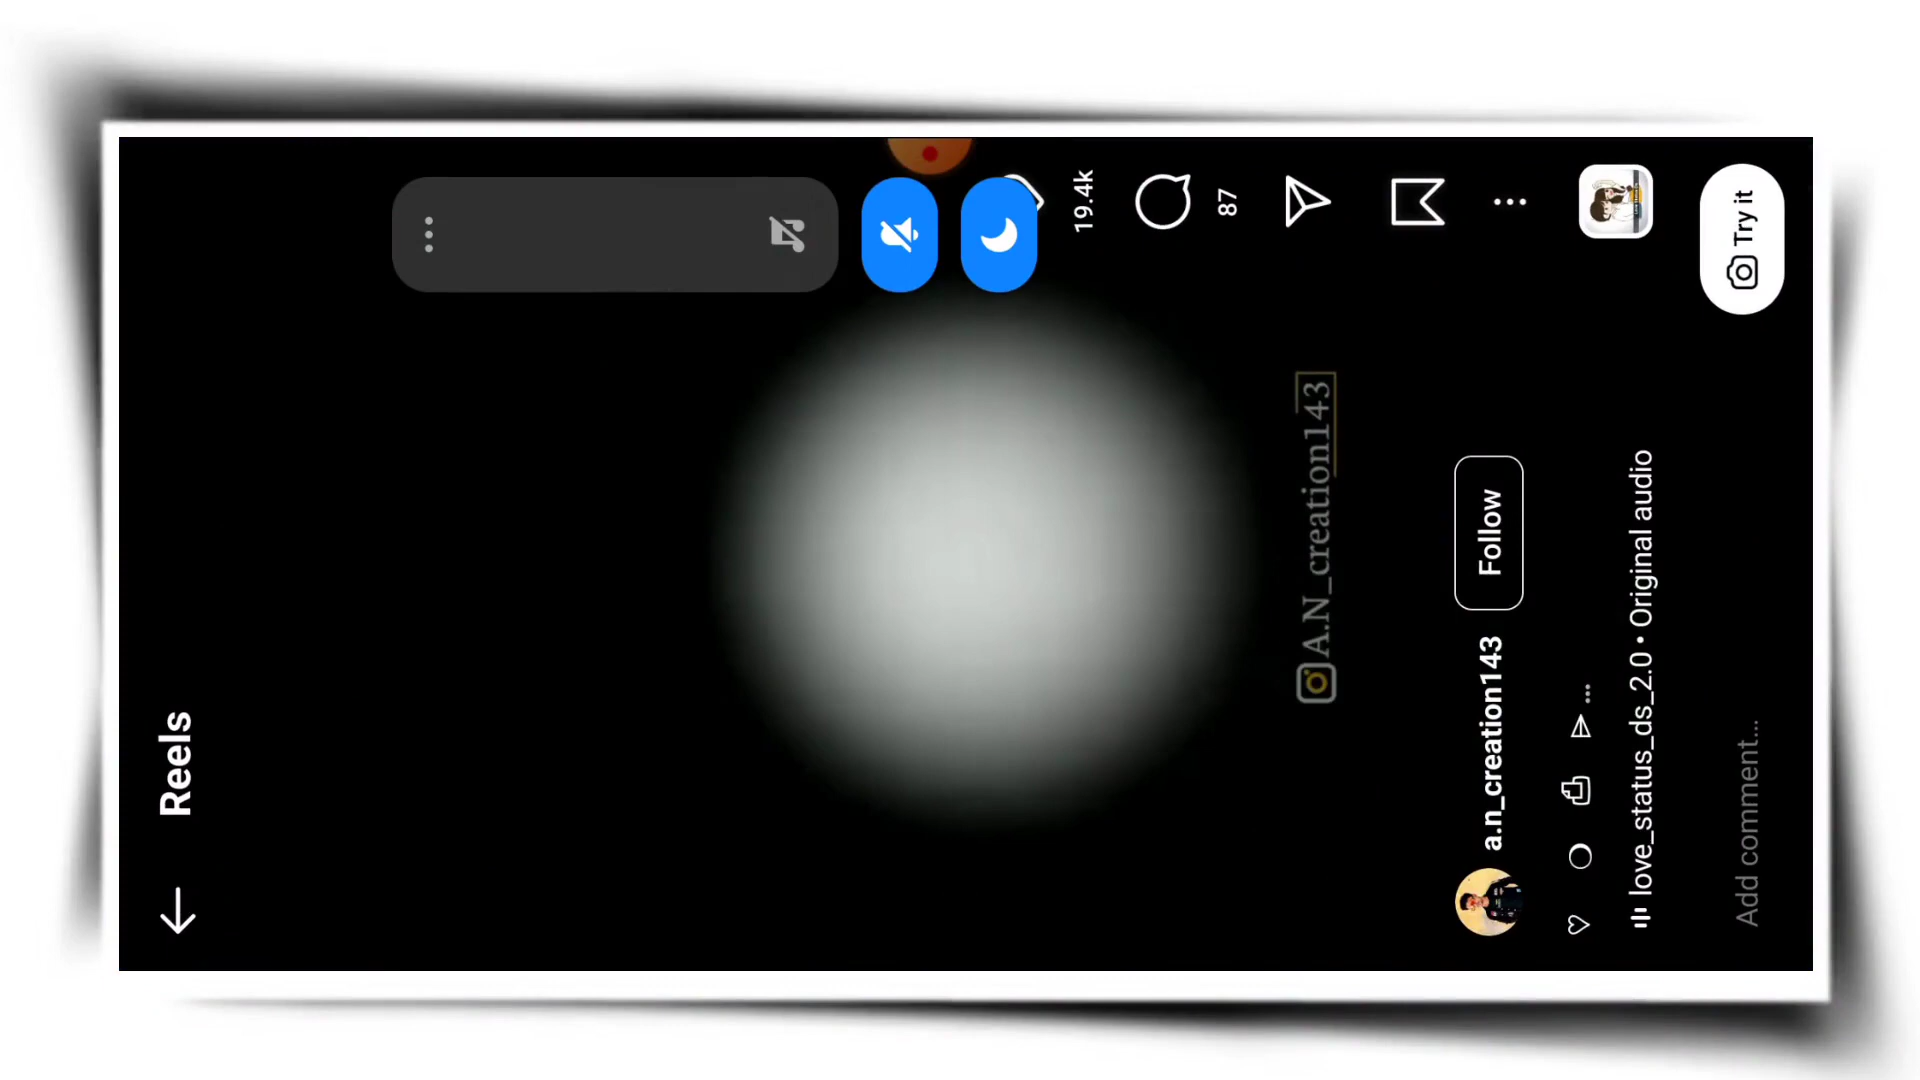 Reels
19.4k
87
A.N_creation143
a.n_creation143
Follow
...
love_status_ds_2.0 • Original audio
Add comment...
Try it